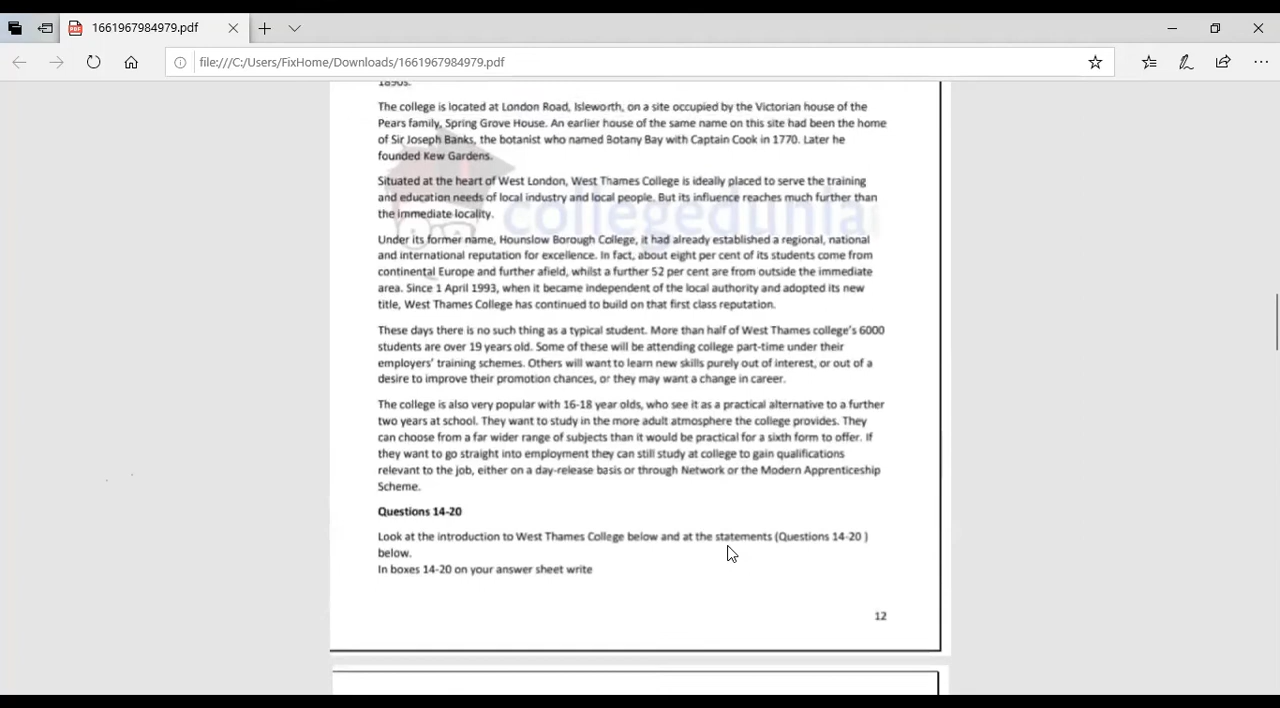 1661967984979.pdf
file:///C:/Users/FixHome/Downloads/1661967984979.pdf
1890s.
The college is located at London Road, Isleworth, on a site occupied by the Victorian house of the
Pears family, Spring Grove House. An earlier house of the same name on this site had been the home
of Sir Joseph Banks, the botanist who named Botany Bay with Captain Cook in 1770. Later he
founded Kew Gardens.
Situated at the heart of West London, West Thames College is ideally placed to serve the training
and education needs of local industry and local people. But its influence reaches much further than
the immediate locality.
collegedunia
Under its former name, Hounslow Borough College, it had already established a regional, national
and international reputation for excellence. In fact, about eight per cent of its students come from
continental Europe and further afield, whilst a further 52 per cent are from outside the immediate
area. Since 1 April 1993, when it became independent of the local authority and adopted its new
title, West Thames College has continued to build on that first class reputation.
These days there is no such thing as a typical student. More than half of West Thames college's 6000
students are over 19 years old. Some of these will be attending college part-time under their
employers' training schemes. Others will want to learn new skills purely out of interest, or out of a
desire to improve their promotion chances, or they may want a change in career.
The college is also very popular with 16-18 year olds, who see it as a practical alternative to a further
two years at school. They want to study in the more adult atmosphere the college provides. They
can choose from a far wider range of subjects than it would be practical for a sixth form to offer. If
they want to go straight into employment they can still study at college to gain qualifications
relevant to the job, either on a day-release basis or through Network or the Modern Apprenticeship
Scheme.
Questions 14-20
Look at the introduction to West Thames College below and at the statements (Questions 14-20 )
below.
In boxes 14-20 on your answer sheet write
12